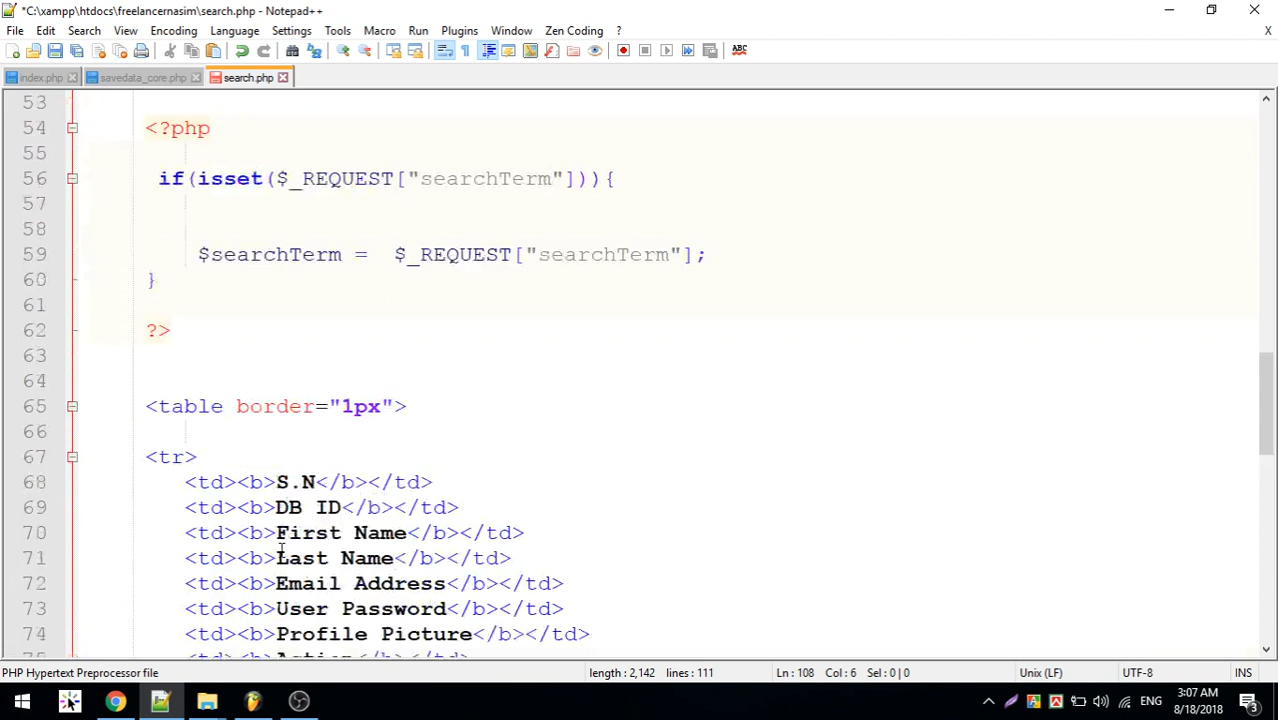 *C:\xampp\htdocs\freelancernasim\search.php - Notepad++
File Edit Search View Encoding Language Settings Tools Macro Run Plugins Window Zen Coding ? X
ABC
index.php savedata_core.php search.php
53
54 <?php
55
56 if(isset($_REQUEST["searchTerm"])){
57
58
59 $searchTerm = $_REQUEST["searchTerm"];
60 }
61
62 ?>
63
64
65 <table border="1px">
66
67 <tr>
68 <td><b>S.N</b></td>
69 <td><b>DB ID</b></td>
70 <td><b>First Name</b></td>
71 <td><b>Last Name</b></td>
72 <td><b>Email Address</b></td>
73 <td><b>User Password</b></td>
74 <td><b>Profile Picture</b></td>
75 <td><b>Action</b></td>
PHP Hypertext Preprocessor file length : 2,142 lines : 111 Ln : 108 Col : 6 Sel : 0 | 0 Unix (LF) UTF-8 INS
ENG 3:07 AM
8/18/2018
3